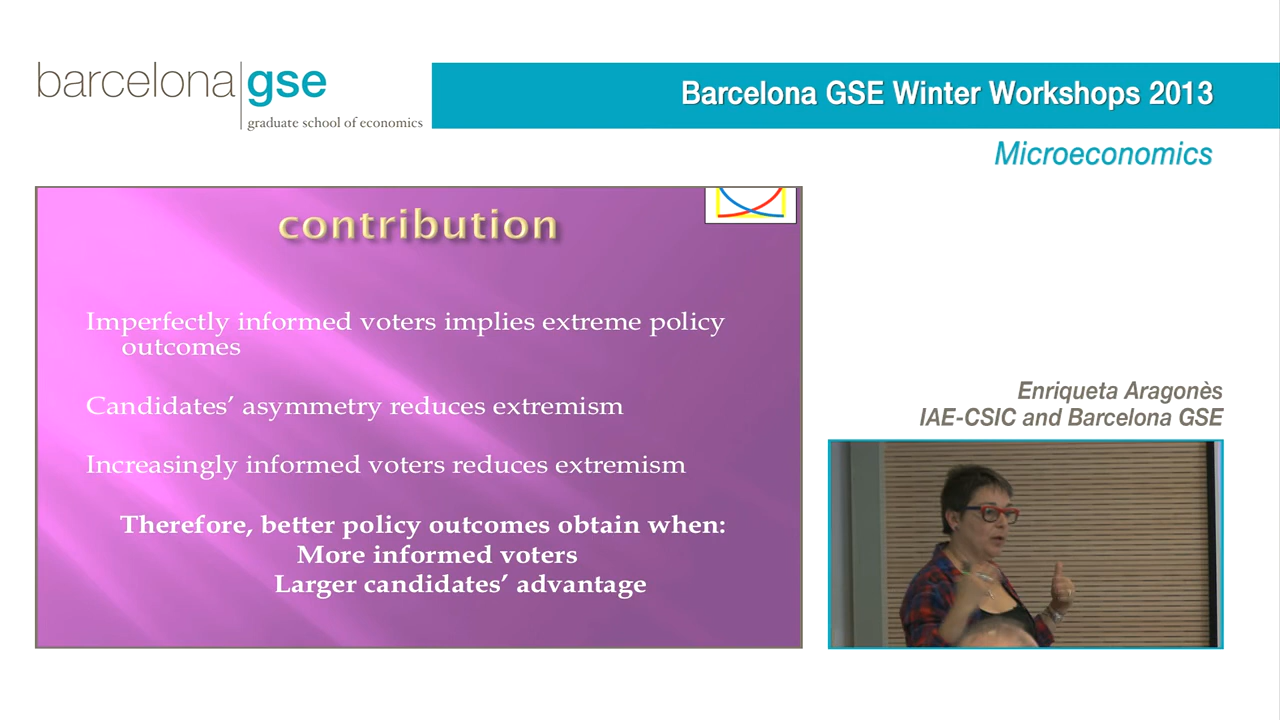 barcelona gse
graduate school of economics
Barcelona GSE Winter Workshops 2013
Microeconomics
contribution
Imperfectly informed voters implies extreme policy
outcomes
Candidates’ asymmetry reduces extremism
Increasingly informed voters reduces extremism
Therefore, better policy outcomes obtain when:
More informed voters
Larger candidates’ advantage
Enriqueta Aragonès
IAE-CSIC and Barcelona GSE